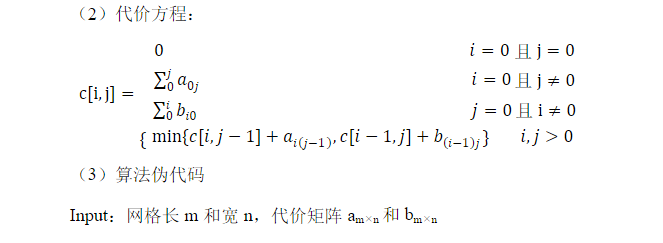 （2）代价方程：
0 i = 0 且 j = 0
∑₀ʲ a₀ⱼ i = 0 且 j ≠ 0
c[i, j] =
∑₀ⁱ bᵢ₀ j = 0 且 i ≠ 0
{ min{c[i, j − 1] + a_{i(j−1)}, c[i − 1, j] + b_{(i−1)j}} i, j > 0
（3）算法伪代码
Input：网格长 m 和宽 n，代价矩阵 aₘ×ₙ 和 bₘ×ₙ